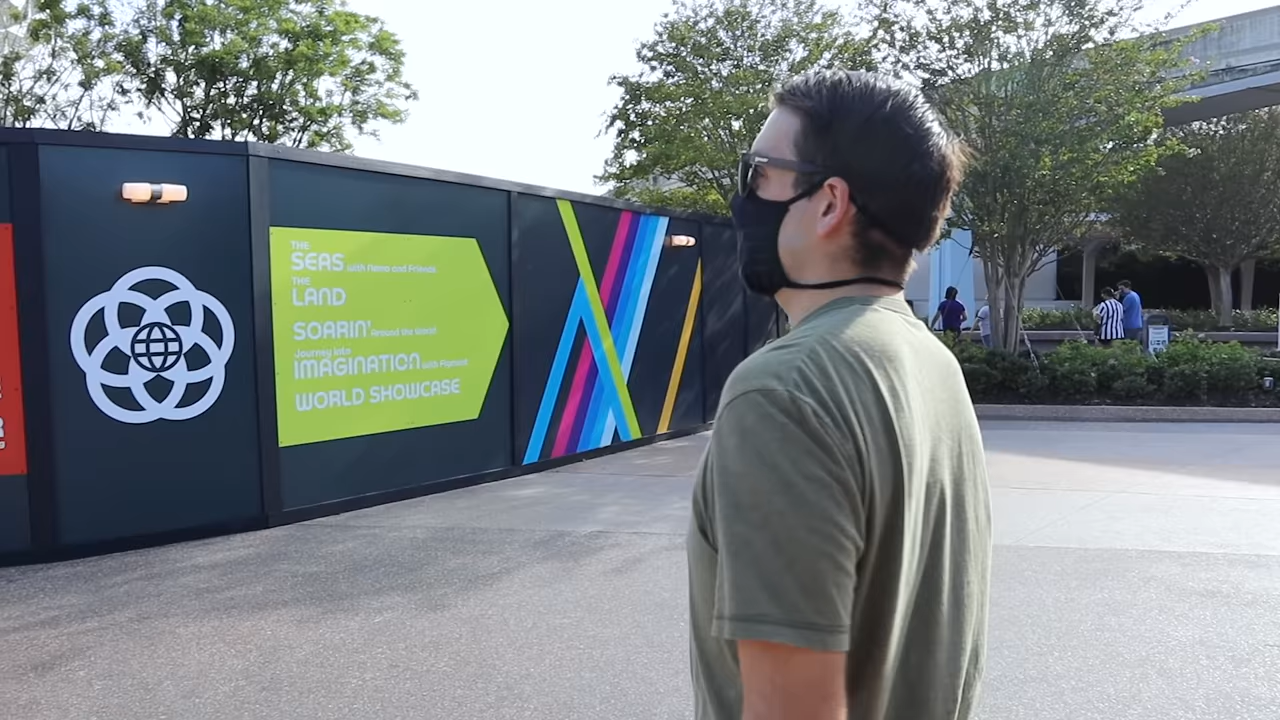 THE
SEAS with Nemo and Friends
THE
LAND
SOARIN' Around the World
Journey Into
IMAGINATION with Figment
WORLD SHOWCASE